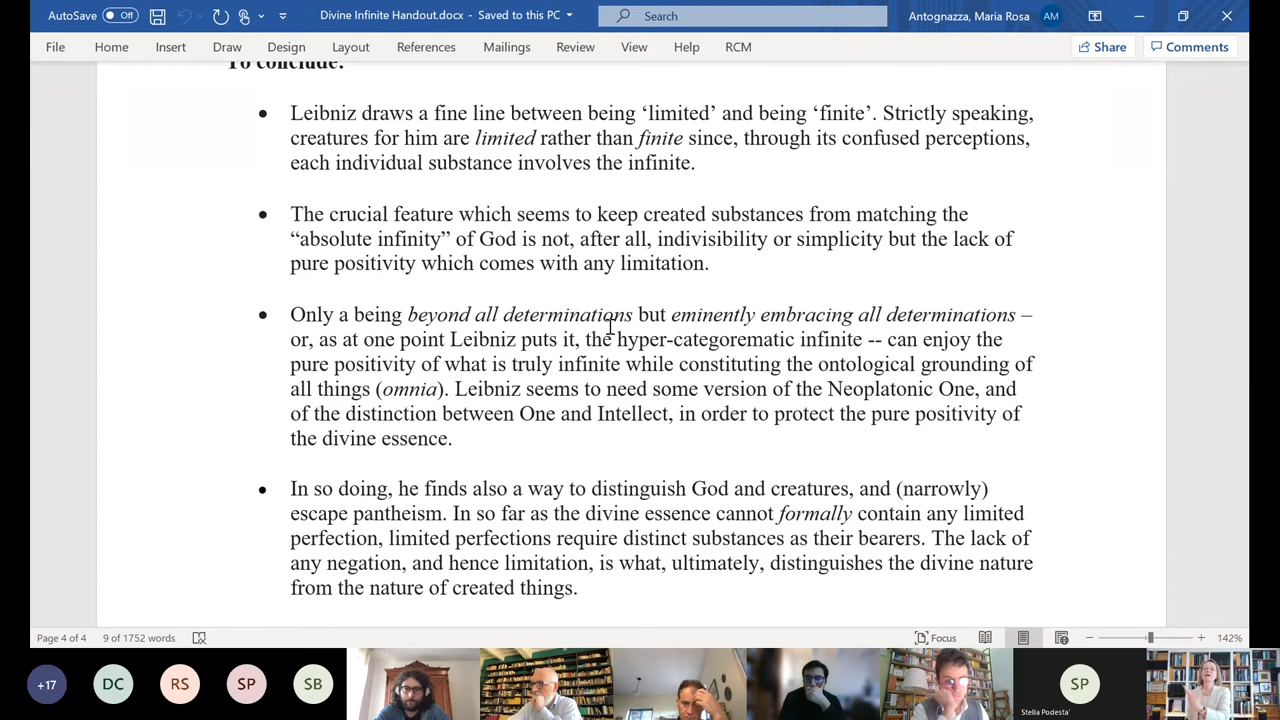 AutoSave Off Divine Infinite Handout.docx - Saved to this PC Search Antognazza, Maria Rosa AM
File Home Insert Draw Design Layout References Mailings Review View Help RCM Share Comments
To conclude:
• Leibniz draws a fine line between being ‘limited’ and being ‘finite’. Strictly speaking,
creatures for him are limited rather than finite since, through its confused perceptions,
each individual substance involves the infinite.
• The crucial feature which seems to keep created substances from matching the
“absolute infinity” of God is not, after all, indivisibility or simplicity but the lack of
pure positivity which comes with any limitation.
• Only a being beyond all determinations but eminently embracing all determinations –
or, as at one point Leibniz puts it, the hyper-categorematic infinite -- can enjoy the
pure positivity of what is truly infinite while constituting the ontological grounding of
all things (omnia). Leibniz seems to need some version of the Neoplatonic One, and
of the distinction between One and Intellect, in order to protect the pure positivity of
the divine essence.
• In so doing, he finds also a way to distinguish God and creatures, and (narrowly)
escape pantheism. In so far as the divine essence cannot formally contain any limited
perfection, limited perfections require distinct substances as their bearers. The lack of
any negation, and hence limitation, is what, ultimately, distinguishes the divine nature
from the nature of created things.
Page 4 of 4 9 of 1752 words Focus 142%
+17 DC RS SP SB SP
Stella Podesta'